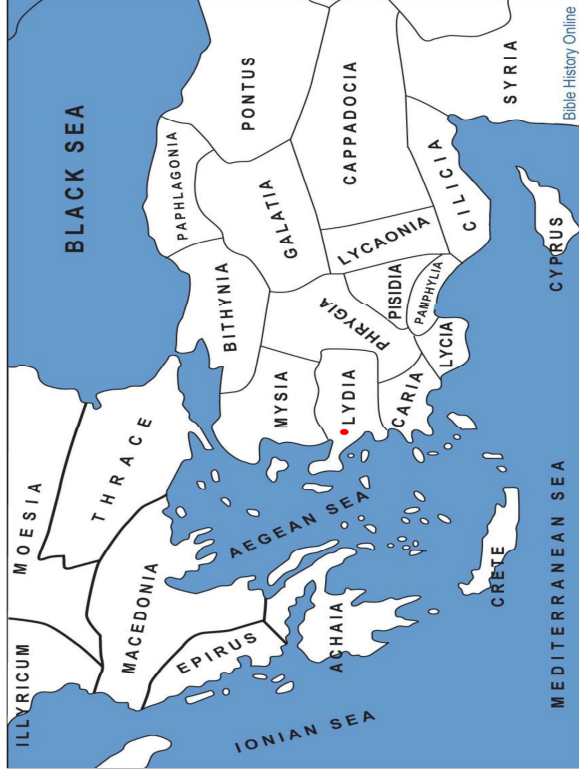 ILLYRICUM
MOESIA
BLACK SEA
THRACE
MACEDONIA
EPIRUS
PAPHLAGONIA
BITHYNIA
PONTUS
GALATIA
MYSIA
AEGEAN SEA
LYDIA
PHRYGIA
CAPPADOCIA
LYCAONIA
IONIAN SEA
ACHAIA
CARIA
PISIDIA
PANPHYLIA
LYCIA
CILICIA
CRETE
SYRIA
CYPRUS
MEDITERRANEAN SEA
Bible History Online